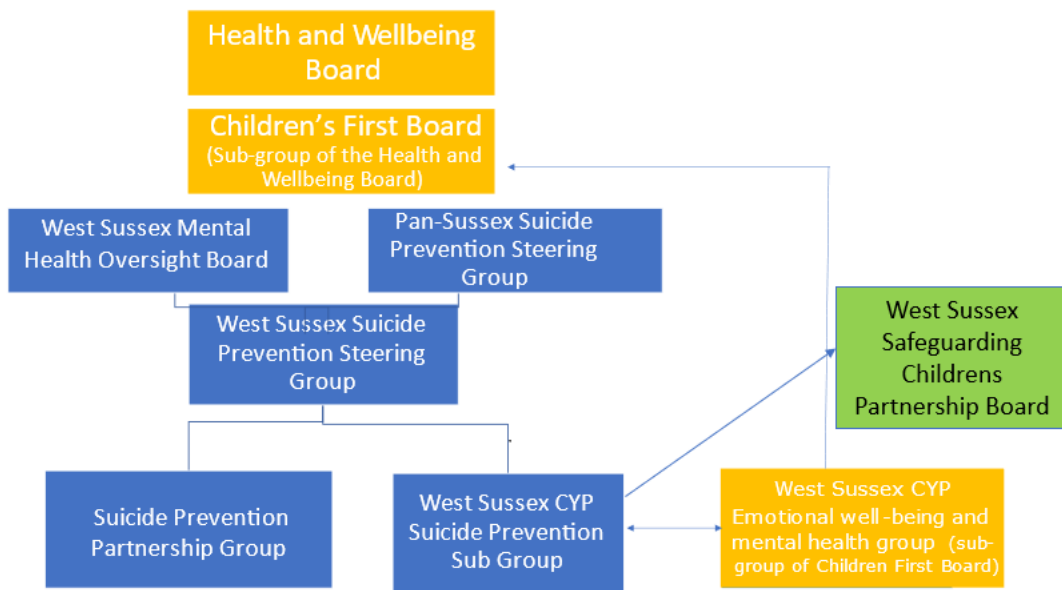 Health and Wellbeing
Board
Children's First Board
(Sub-group of the Health and
Wellbeing Board)
West Sussex Mental
Health Oversight Board
Pan-Sussex Suicide
Prevention Steering
Group
West Sussex Suicide
Prevention Steering
Group
West Sussex
Safeguarding
Childrens
Partnership Board
Suicide Prevention
Partnership Group
West Sussex CYP
Suicide Prevention
Sub Group
West Sussex CYP
Emotional well-being and
mental health group (sub-
group of Children First Board)